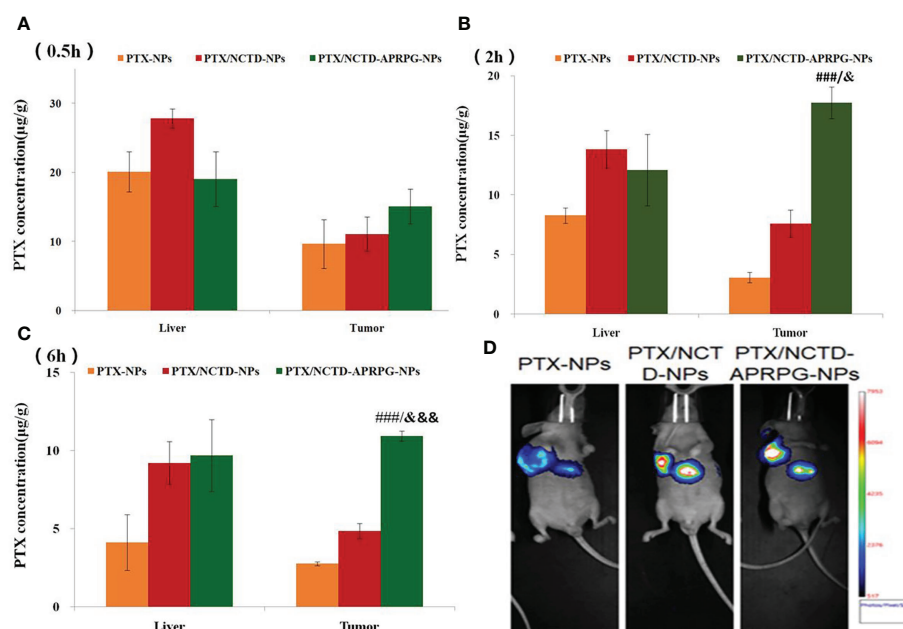 A
( 0.5h )
PTX-NPs PTX/NCTD-NPs PTX/NCTD-APRPG-NPs
PTX concentration(μg/g)
40
30
20
10
0
Liver Tumor
B
( 2h )
PTX-NPs PTX/NCTD-NPs PTX/NCTD-APRPG-NPs
###/&
PTX concentration(μg/g)
20
15
10
5
0
Liver Tumor
C
( 6h )
PTX-NPs PTX/NCTD-NPs PTX/NCTD-APRPG-NPs
###/&&&
PTX concentration(μg/g)
15
10
5
0
Liver Tumor
D
PTX-NPs
PTX/NCT
D-NPs
PTX/NCTD-
APRPG-NPs